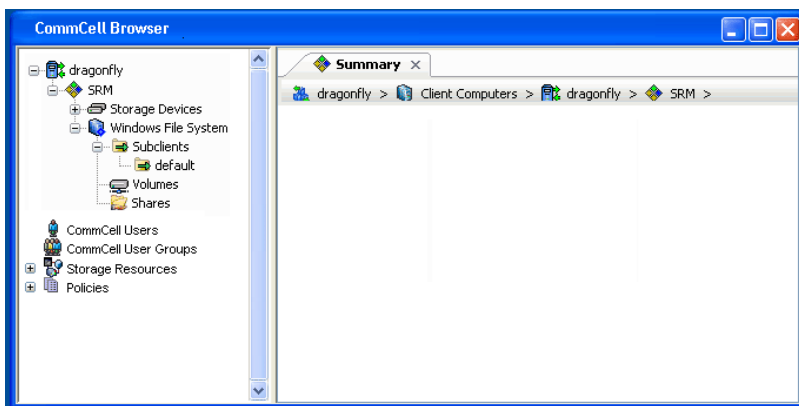 CommCell Browser
dragonfly
SRM
Storage Devices
Windows File System
Subclients
default
Volumes
Shares
CommCell Users
CommCell User Groups
Storage Resources
Policies
Summary
dragonfly > Client Computers > dragonfly > SRM >